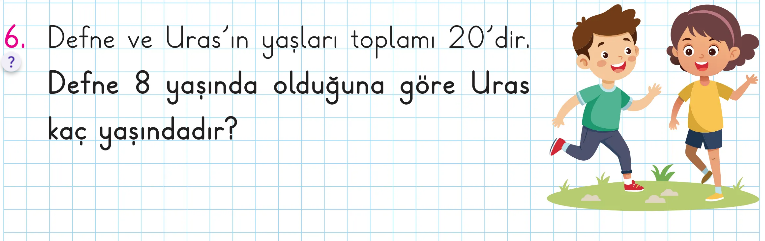 6. Defne ve Uras'ın yaşları toplamı 20'dir.
? Defne 8 yaşında olduğuna göre Uras
kaç yaşındadır?